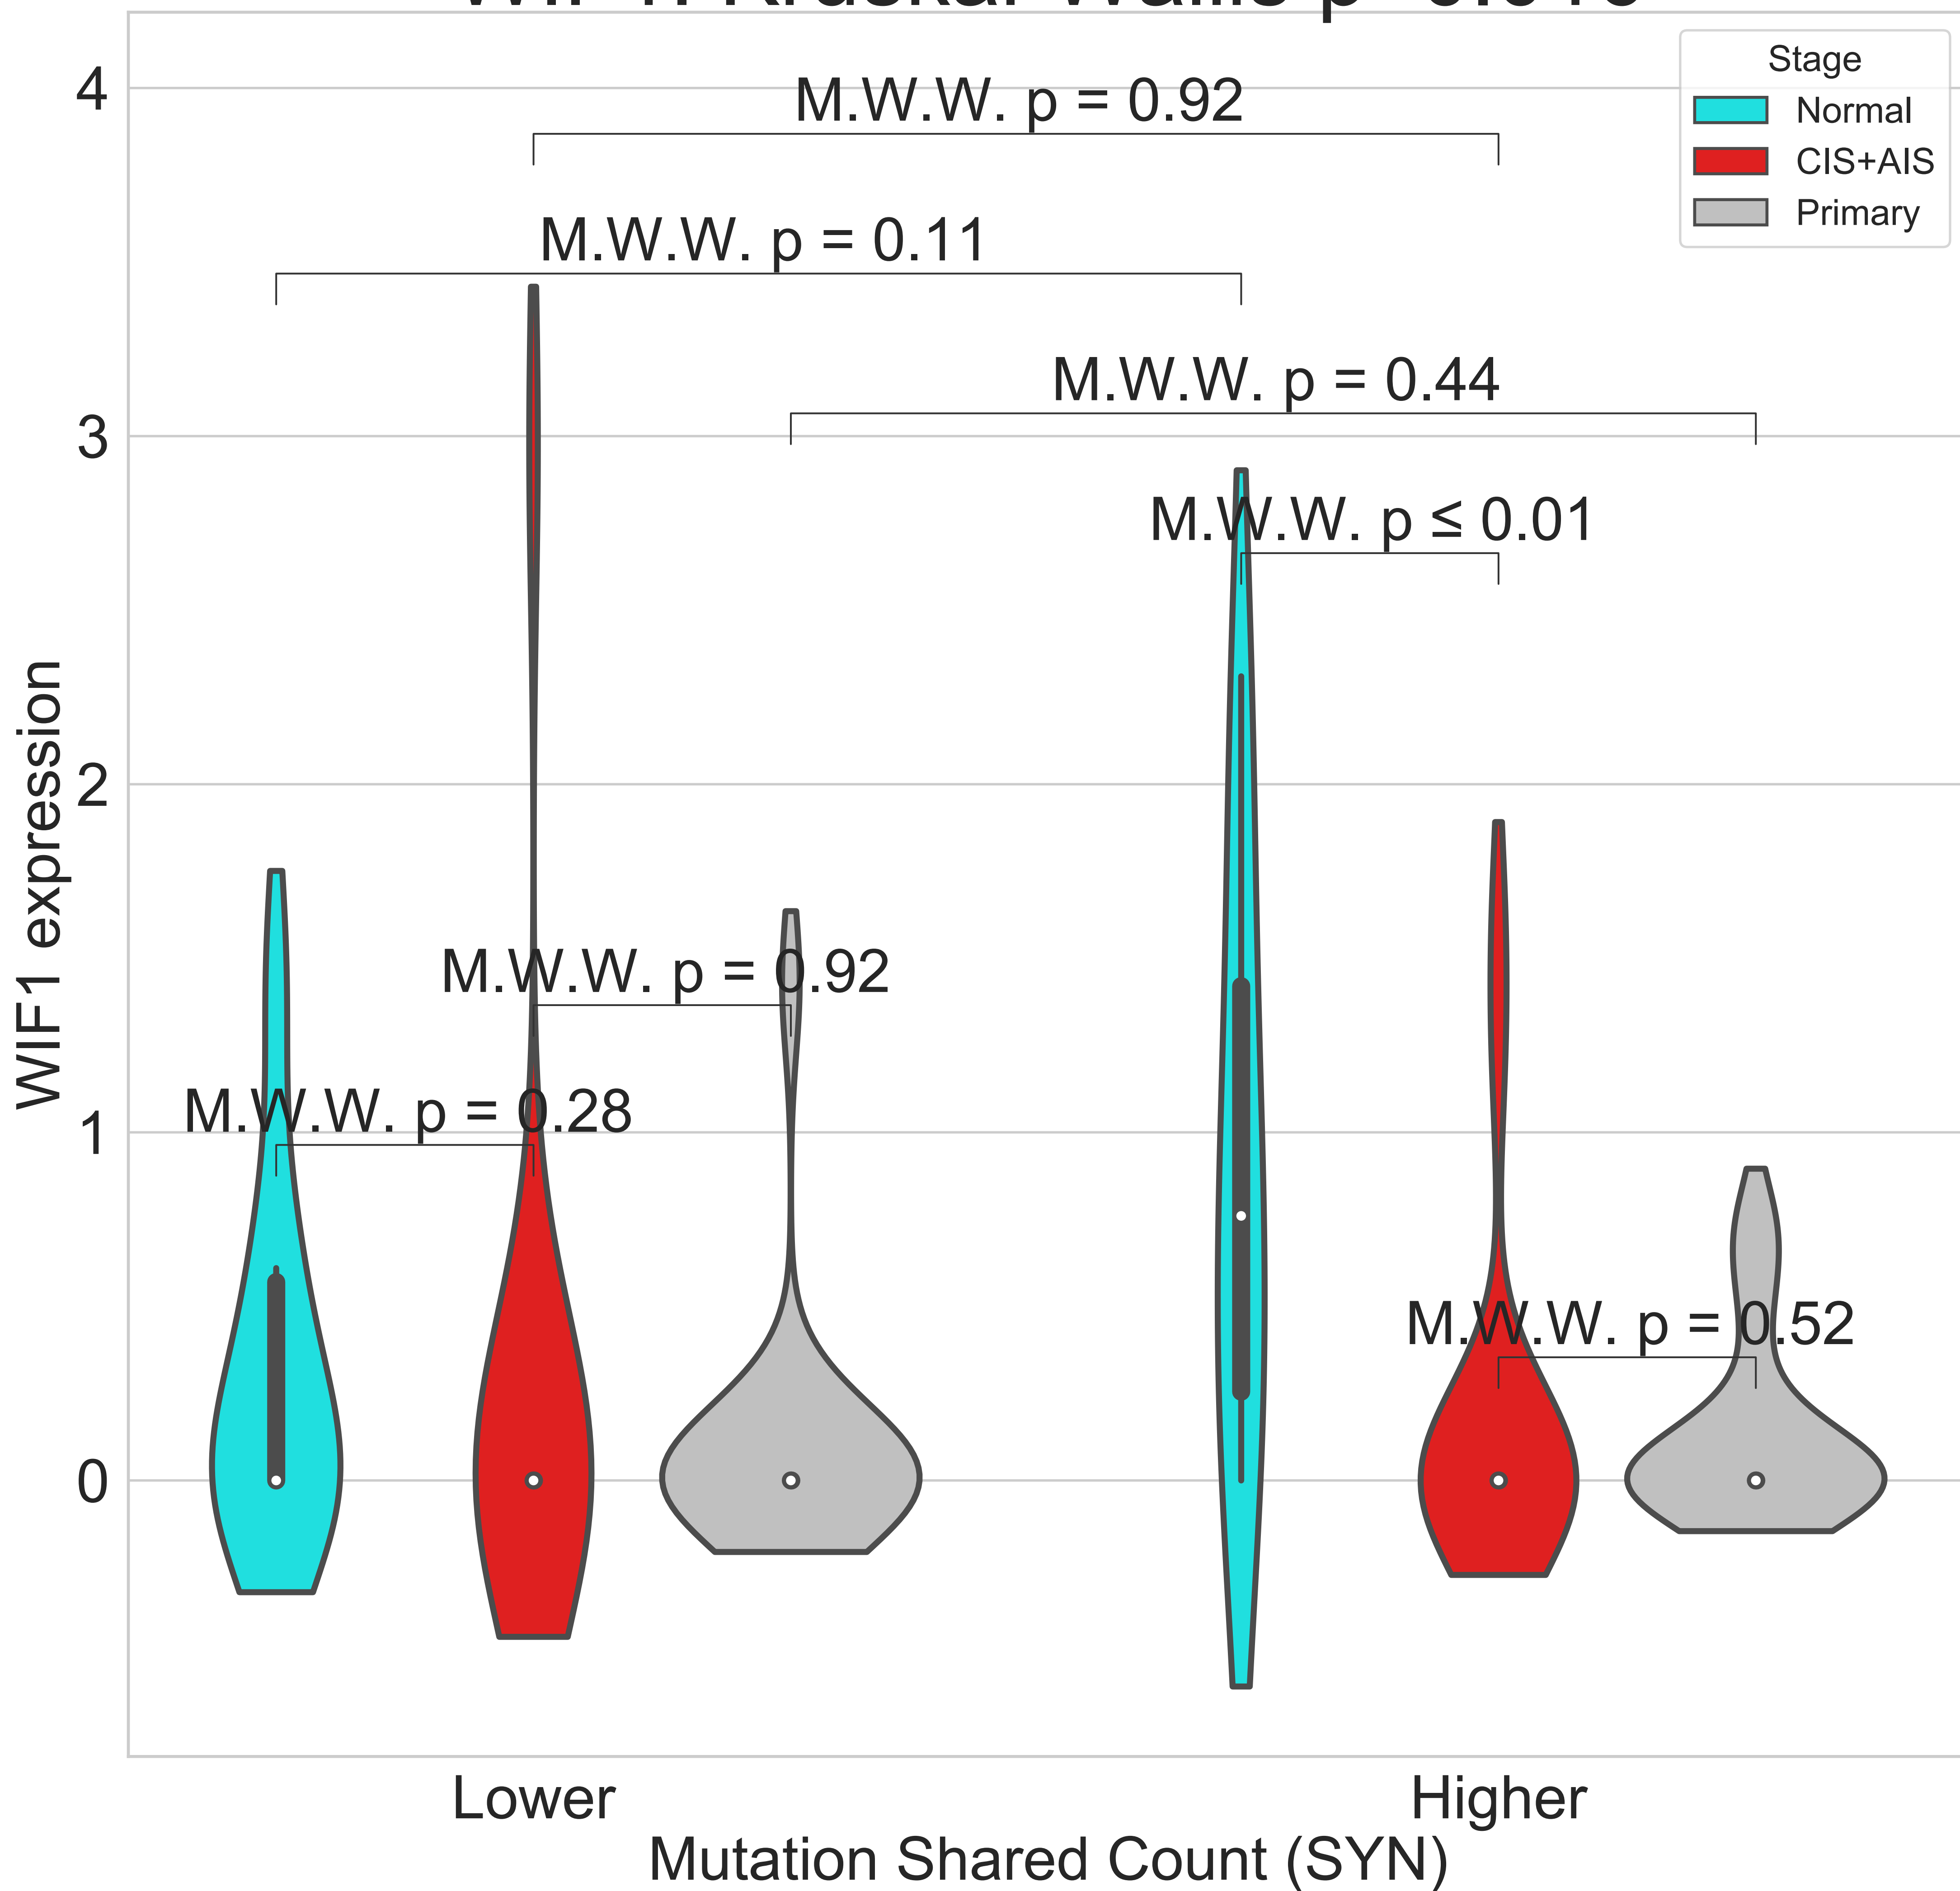 Stage
Normal
CIS+AIS
Primary
4
3
2
1
0
WIF1 expression
M.W.W. p = 0.92
M.W.W. p = 0.11
M.W.W. p = 0.44
M.W.W. p ≤ 0.01
M.W.W. p = 0.92
M.W.W. p = 0.28
M.W.W. p = 0.52
Lower
Higher
Mutation Shared Count (SYN)